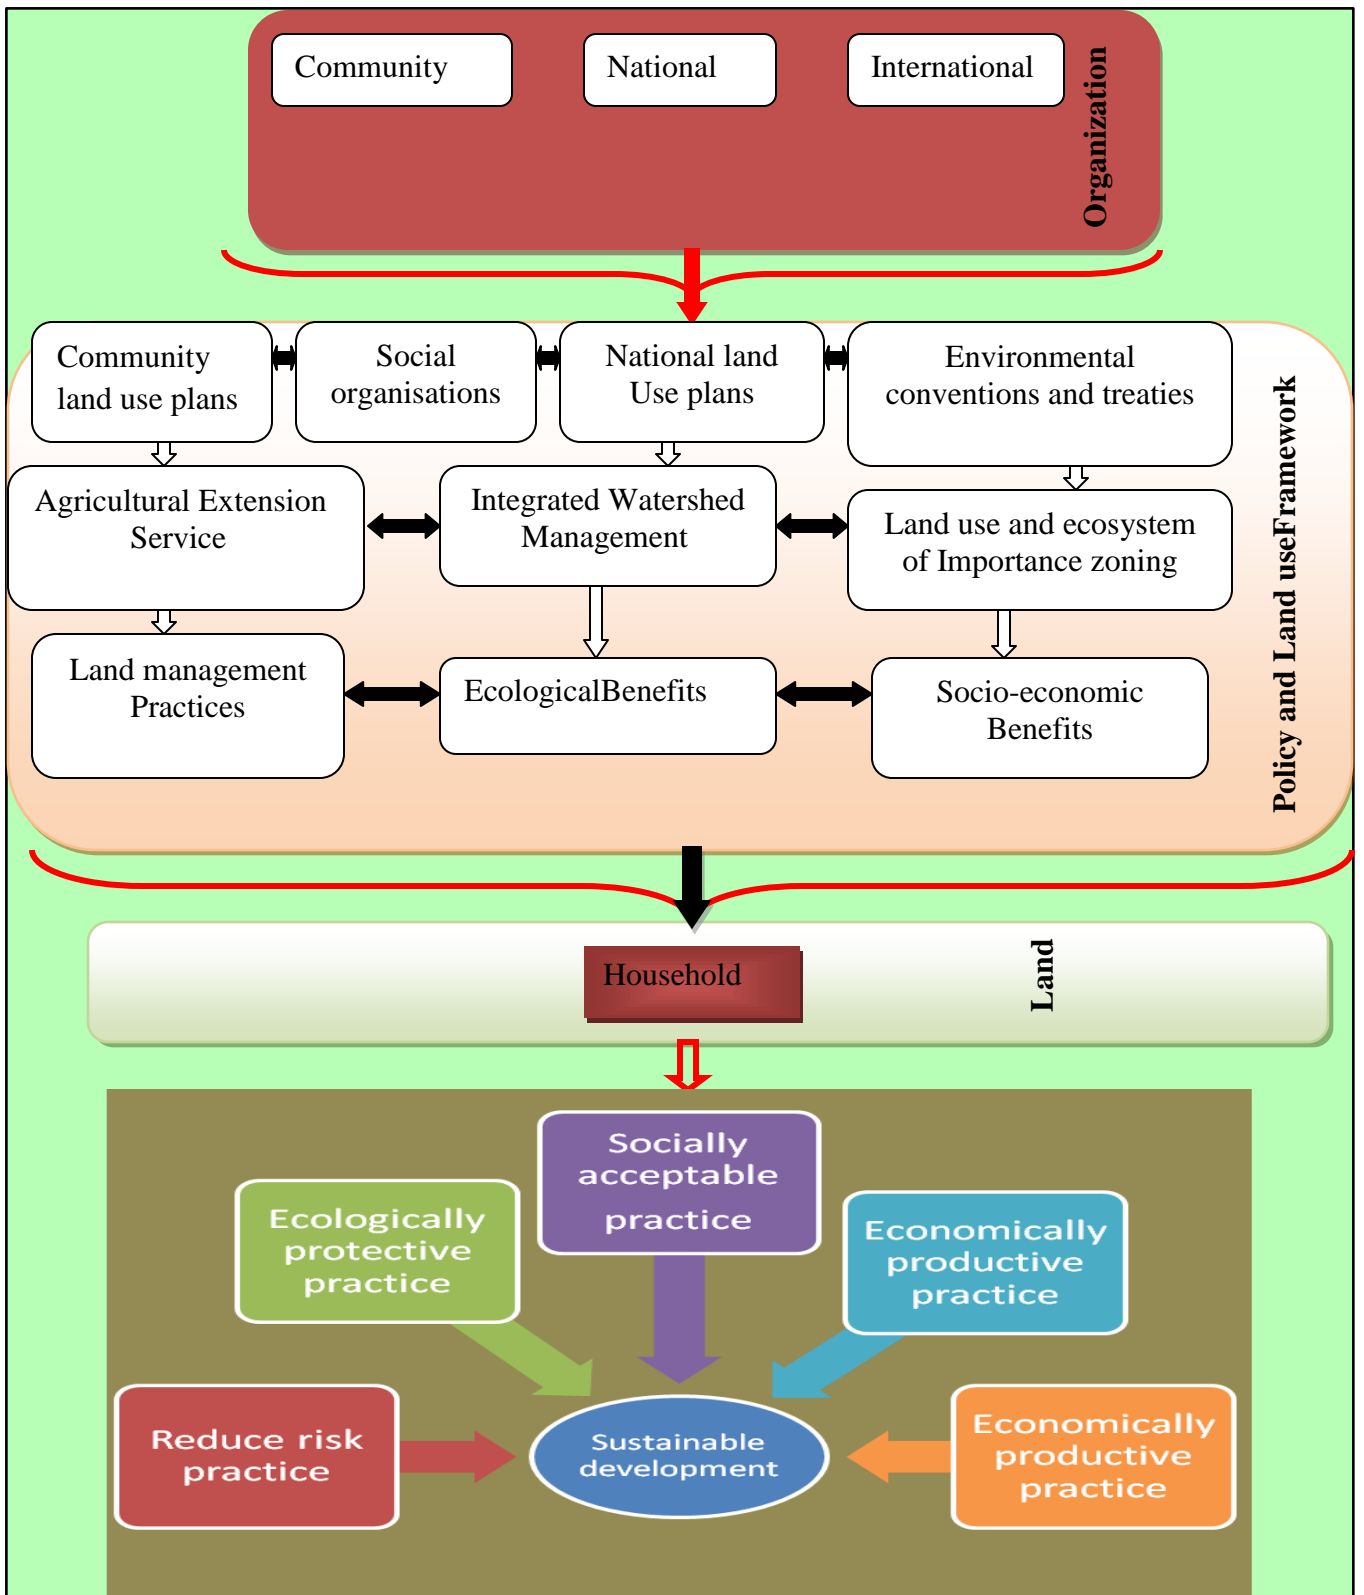 Community
National
International
Organization
Community
land use plans
Social
organisations
National land
Use plans
Environmental
conventions and treaties
Agricultural Extension
Service
Integrated Watershed
Management
Land use and ecosystem
of Importance zoning
Land management
Practices
EcologicalBenefits
Socio-economic
Benefits
Policy and Land useFramework
Household
Land
Socially
acceptable
practice
Ecologically
protective
practice
Economically
productive
practice
Reduce risk
practice
Sustainable
development
Economically
productive
practice